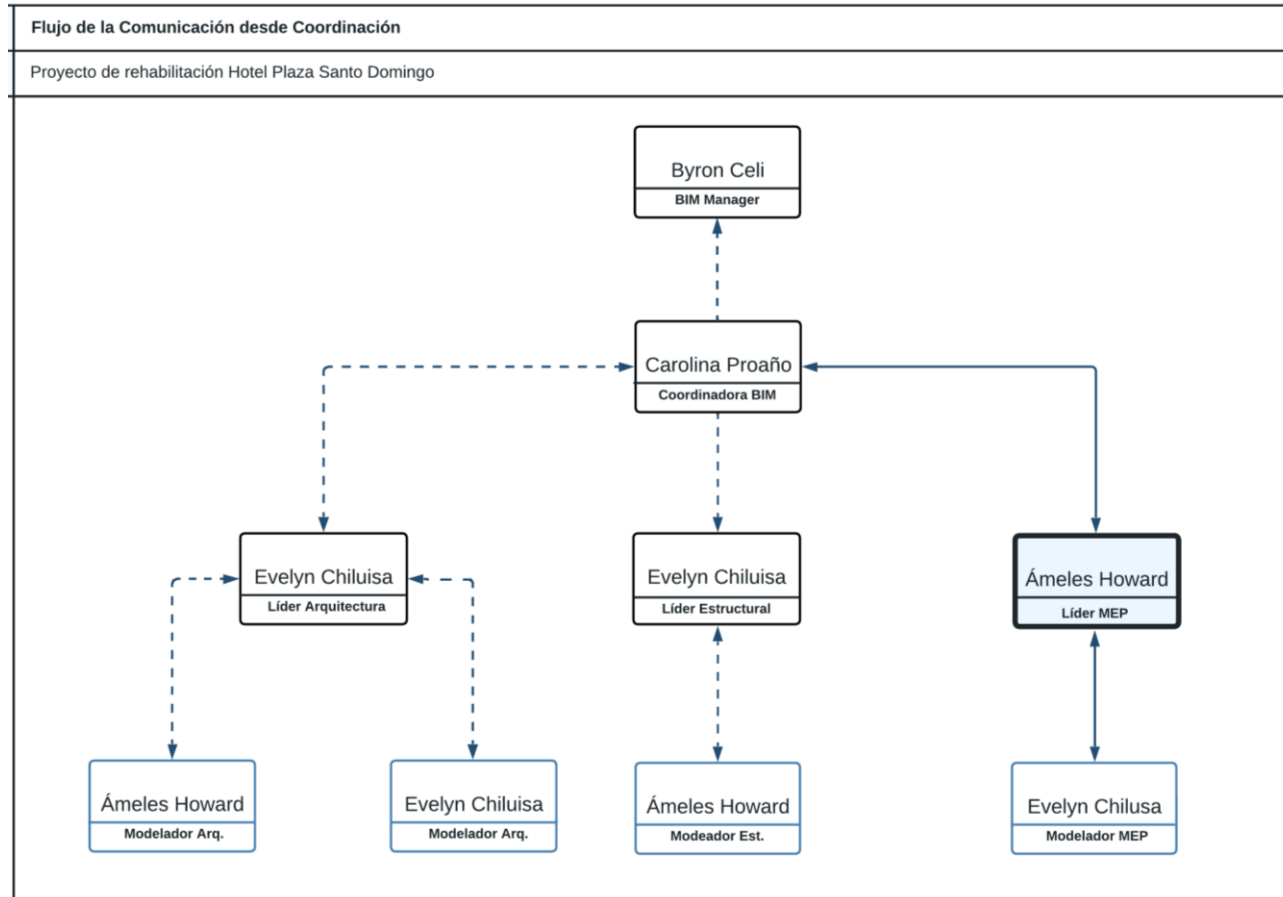 Flujo de la Comunicación desde Coordinación
Proyecto de rehabilitación Hotel Plaza Santo Domingo
Byron Celi
BIM Manager
Carolina Proaño
Coordinadora BIM
Evelyn Chiluisa
Líder Arquitectura
Evelyn Chiluisa
Líder Estructural
Ámeles Howard
Líder MEP
Ámeles Howard
Modelador Arq.
Evelyn Chiluisa
Modelador Arq.
Ámeles Howard
Modeador Est.
Evelyn Chilusa
Modelador MEP